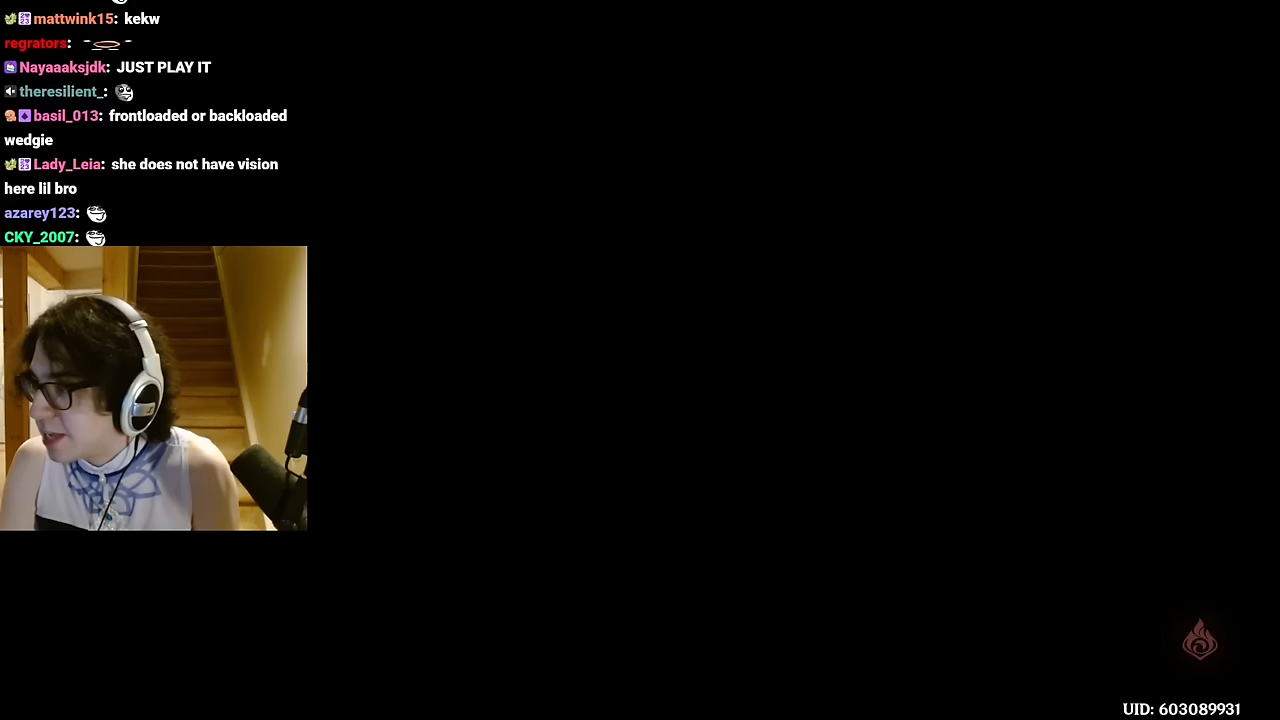 mattwink15: kekw
regrators:
Nayaaaksjdk: JUST PLAY IT
theresilient_:
basil_013: frontloaded or backloaded
wedgie
Lady_Leia: she does not have vision
here lil bro
azarey123:
CKY_2007:
UID: 603089931